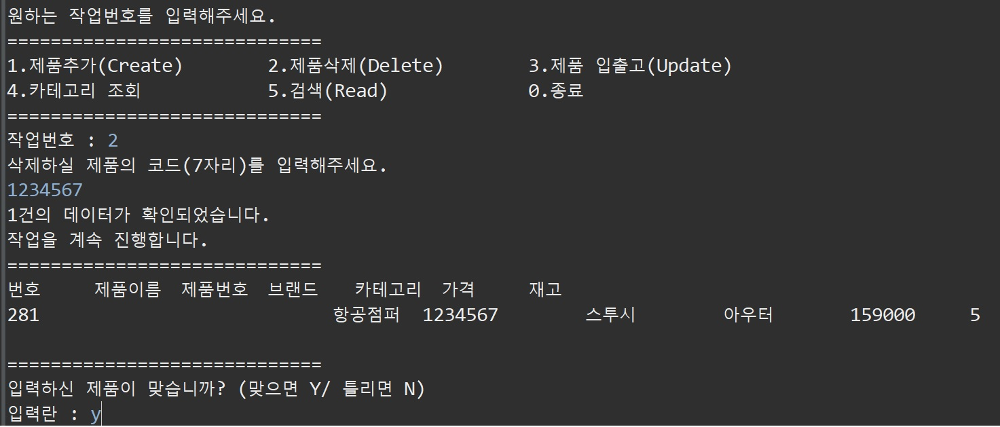 원하는 작업번호를 입력해주세요.
=============================
1.제품추가(Create) 2.제품삭제(Delete) 3.제품 입출고(Update)
4.카테고리 조회 5.검색(Read) 0.종료
=============================
작업번호 : 2
삭제하실 제품의 코드(7자리)를 입력해주세요.
1234567
1건의 데이터가 확인되었습니다.
작업을 계속 진행합니다.
=============================
번호 제품이름 제품번호 브랜드 카테고리 가격 재고
281 항공점퍼 1234567 스투시 아우터 159000 5
=============================
입력하신 제품이 맞습니까? (맞으면 Y/ 틀리면 N)
입력란 : y